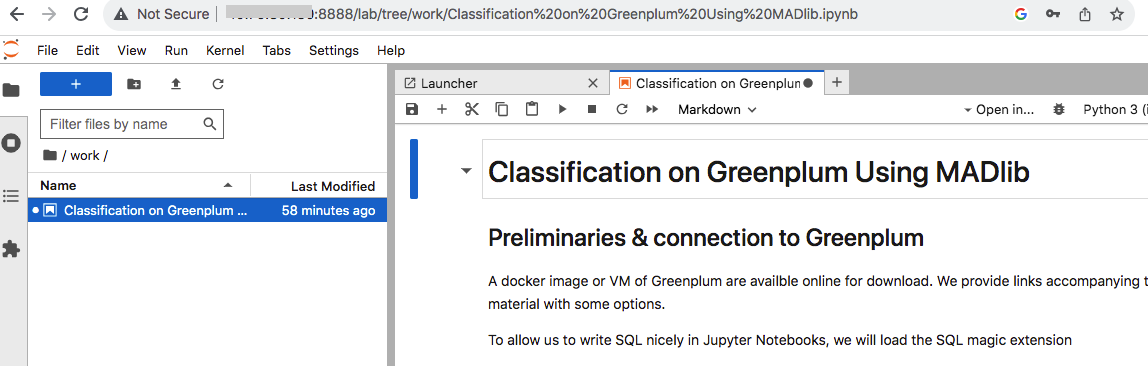 Not Secure :8888/lab/tree/work/Classification%20on%20Greenplum%20Using%20MADlib.ipynb
File Edit View Run Kernel Tabs Settings Help
Launcher
Classification on Greenplun
Filter files by name
Markdown
Open in...
Python 3 (i
/ work /
Name Last Modified
Classification on Greenplum ... 58 minutes ago
Classification on Greenplum Using MADlib
Preliminaries & connection to Greenplum
A docker image or VM of Greenplum are availble online for download. We provide links accompanying
material with some options.
To allow us to write SQL nicely in Jupyter Notebooks, we will load the SQL magic extension